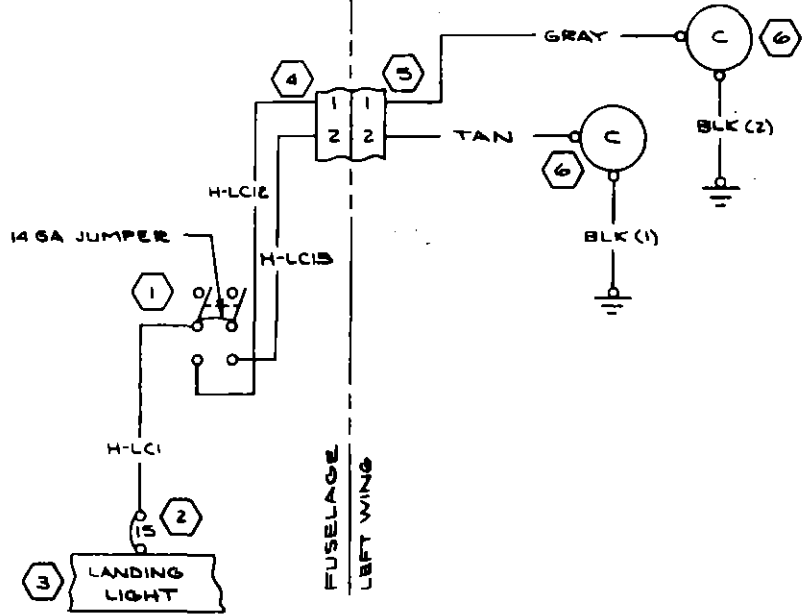 6
C
GRAY
5
4
1
1
2
2
TAN
C
BLK (2)
6
H-LC12
14 GA JUMPER
H-LC13
BLK (1)
1
H-LC1
2
15
FUSELAGE
LEFT WING
3
LANDING
LIGHT